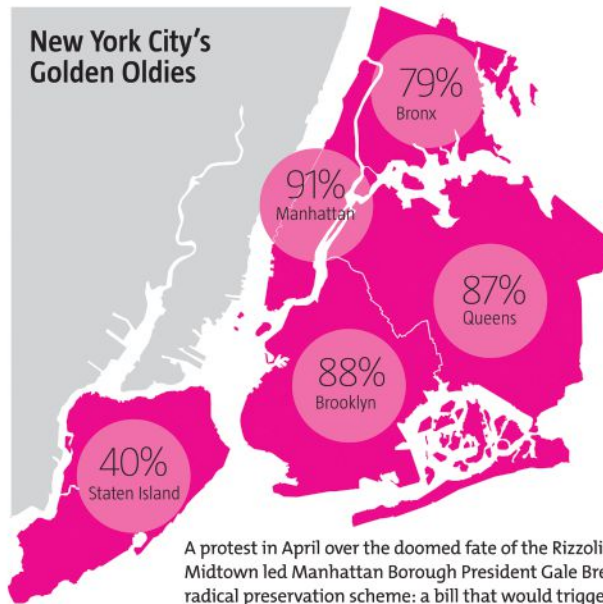 New York City's
Golden Oldies
79%
Bronx
91%
Manhattan
87%
Queens
88%
Brooklyn
40%
Staten Island
A protest in April over the doomed fate of the Rizzoli
Midtown led Manhattan Borough President Gale Bre
radical preservation scheme: a bill that would trigge